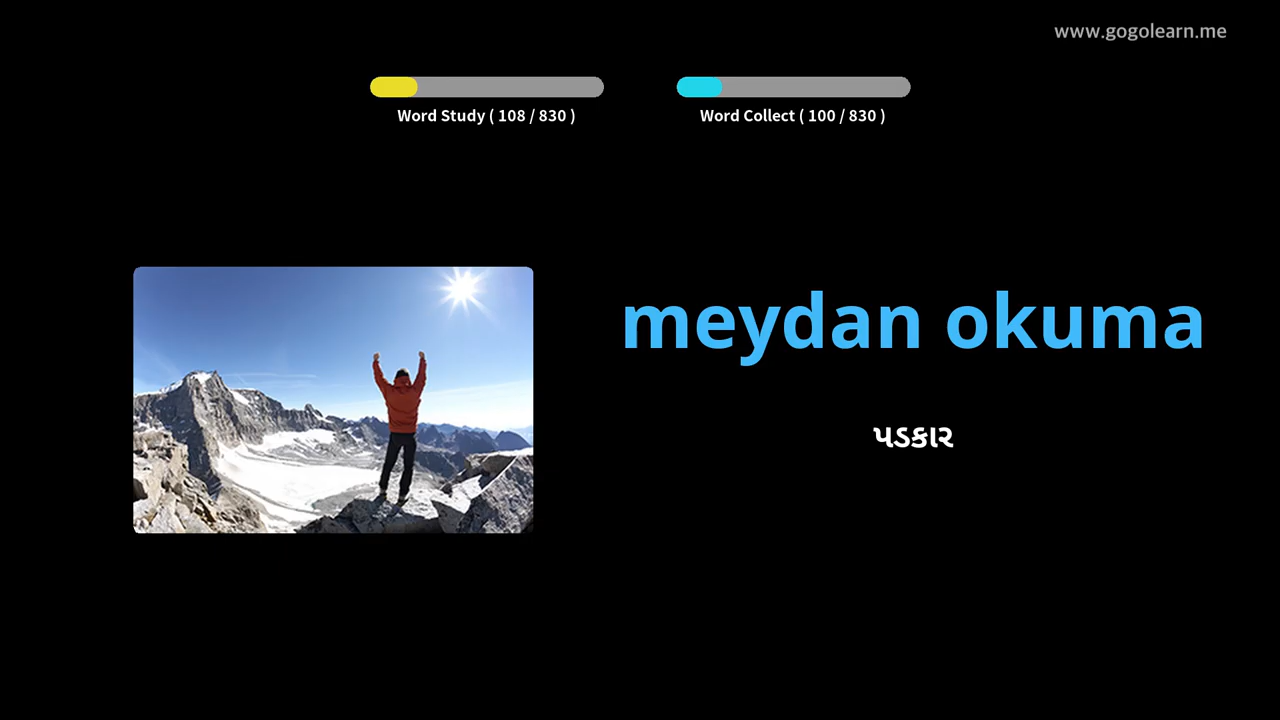 www.gogolearn.me
Word Study ( 108 / 830 )
Word Collect ( 100 / 830 )
meydan okuma
પડકાર